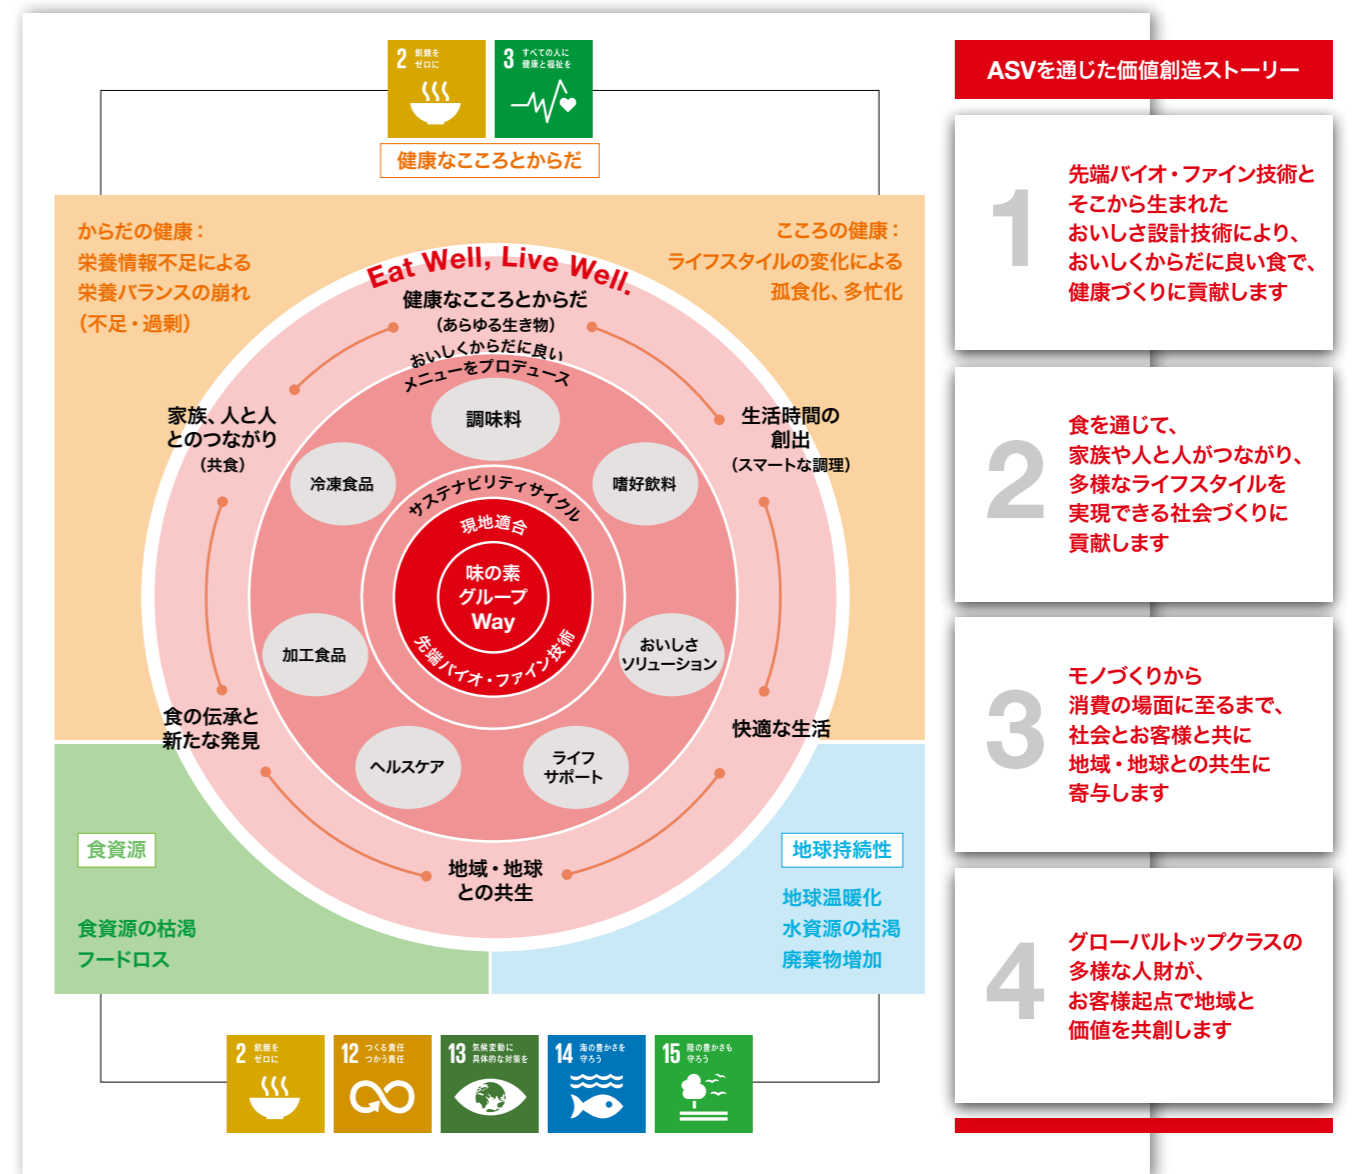 2 飢餓を
ゼロに
3 すべての人に
健康と福祉を
健康なこころとからだ
からだの健康：
栄養情報不足による
栄養バランスの崩れ
（不足・過剰）
こころの健康：
ライフスタイルの変化による
孤食化、多忙化
Eat Well, Live Well.
健康なこころとからだ
（あらゆる生き物）
おいしくからだに良い
メニューをプロデュース
家族、人と人
とのつながり
（共食）
生活時間の
創出
（スマートな調理）
調味料
冷凍食品
嗜好飲料
サステナビリティサイクル
現地適合
味の素
グループ
Way
先端バイオ・ファイン技術
加工食品
おいしさ
ソリューション
食の伝承と
新たな発見
快適な生活
ヘルスケア
ライフ
サポート
地域・地球
との共生
食資源
食資源の枯渇
フードロス
地球持続性
地球温暖化
水資源の枯渇
廃棄物増加
2 飢餓を
ゼロに
12 つくる責任
つかう責任
13 気候変動に
具体的な対策を
14 海の豊かさを
守ろう
15 陸の豊かさも
守ろう
ASVを通じた価値創造ストーリー
1
先端バイオ・ファイン技術と
そこから生まれた
おいしさ設計技術により、
おいしくからだに良い食で、
健康づくりに貢献します
2
食を通じて、
家族や人と人がつながり、
多様なライフスタイルを
実現できる社会づくりに
貢献します
3
モノづくりから
消費の場面に至るまで、
社会とお客様と共に
地域・地球との共生に
寄与します
4
グローバルトップクラスの
多様な人財が、
お客様起点で地域と
価値を共創します